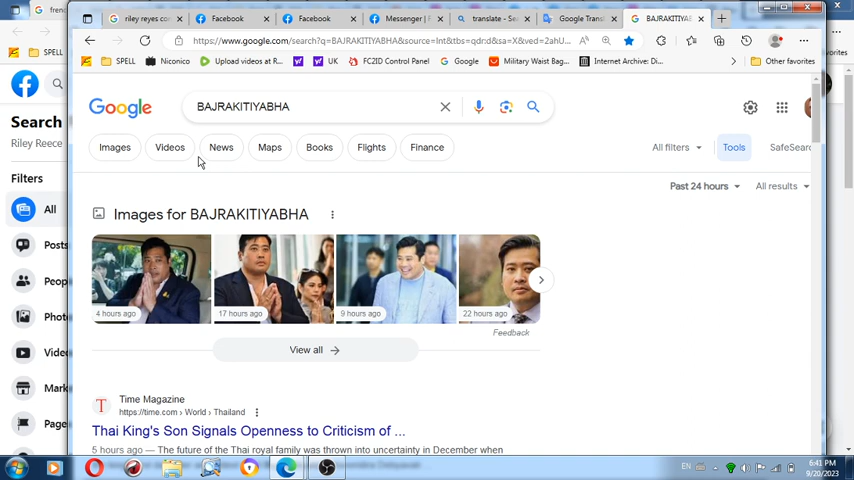 frenc
riley reyes co
Facebook
Facebook
Messenger | F
translate - Sea
Google Trans
BAJRAKITIYAB
https://www.google.com/search?q=BAJRAKITIYABHA&source=lnt&tbs=qdr:d&sa=X&ved=2ahU...
SPELL
SPELL
Niconico
Upload videos at R...
UK
FC2ID Control Panel
Google
Military Waist Bag...
Internet Archive: Di...
Other favorites
favorites
Google
BAJRAKITIYABHA
Images
Videos
News
Maps
Books
Flights
Finance
All filters
Tools
SafeSearc
Past 24 hours
All results
Images for BAJRAKITIYABHA
4 hours ago
17 hours ago
9 hours ago
22 hours ago
Feedback
View all
Time Magazine
https://time.com › World › Thailand
Thai King's Son Signals Openness to Criticism of ...
5 hours ago — The future of the Thai royal family was thrown into uncertainty in December when
Search
Riley Reece
Filters
All
Posts
Peop
Photo
Video
Mark
Page
EN
6:41 PM
9/20/2023